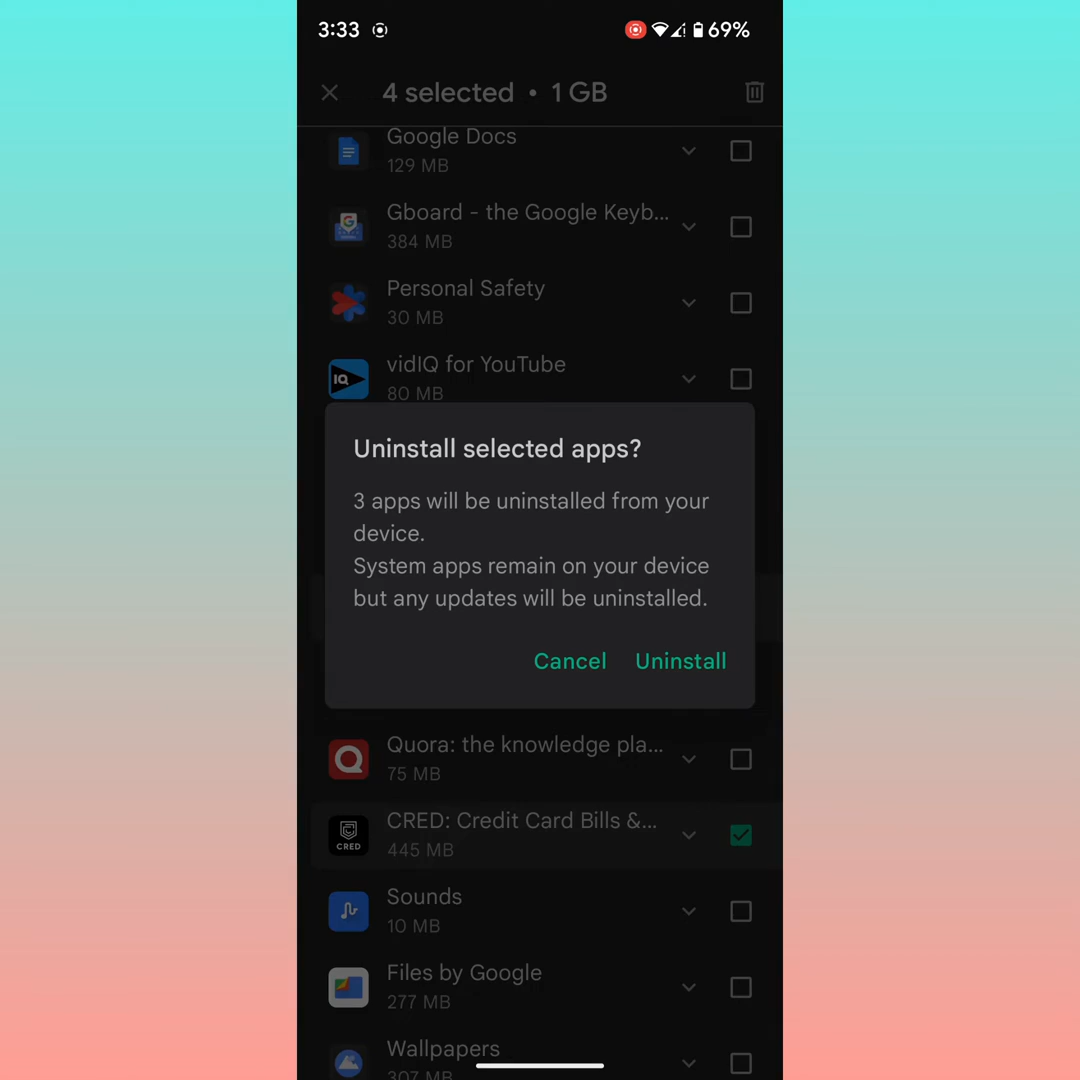 3:33 69%
4 selected • 1 GB
Google Docs
129 MB
Gboard - the Google Keyb...
384 MB
Personal Safety
30 MB
vidIQ for YouTube
80 MB
IQ
Uninstall selected apps?
3 apps will be uninstalled from your
device.
System apps remain on your device
but any updates will be uninstalled.
Cancel Uninstall
Quora: the knowledge pla...
75 MB
CRED: Credit Card Bills &...
445 MB
CRED
Sounds
10 MB
Files by Google
277 MB
Wallpapers
307 MB